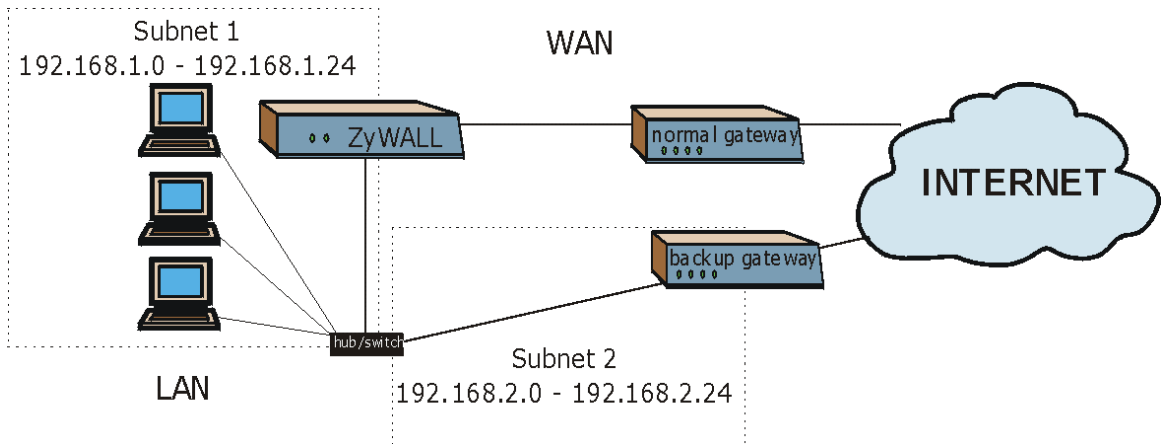 Subnet 1
192.168.1.0 - 192.168.1.24
WAN
ZyWALL
normal gateway
INTERNET
backup gateway
hub/switch
Subnet 2
192.168.2.0 - 192.168.2.24
LAN